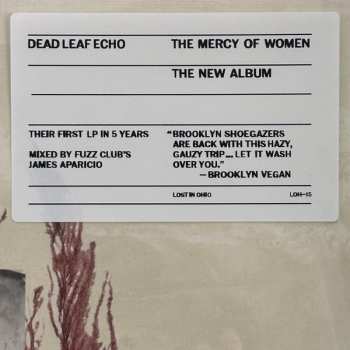 DEAD LEAF ECHO THE MERCY OF WOMEN
THE NEW ALBUM
THEIR FIRST LP IN 5 YEARS
MIXED BY FUZZ CLUB'S
JAMES APARICIO
"BROOKLYN SHOEGAZERS
ARE BACK WITH THIS HAZY,
GAUZY TRIP... LET IT WASH
OVER YOU."
— BROOKLYN VEGAN
LOST IN OHIO LOH-15